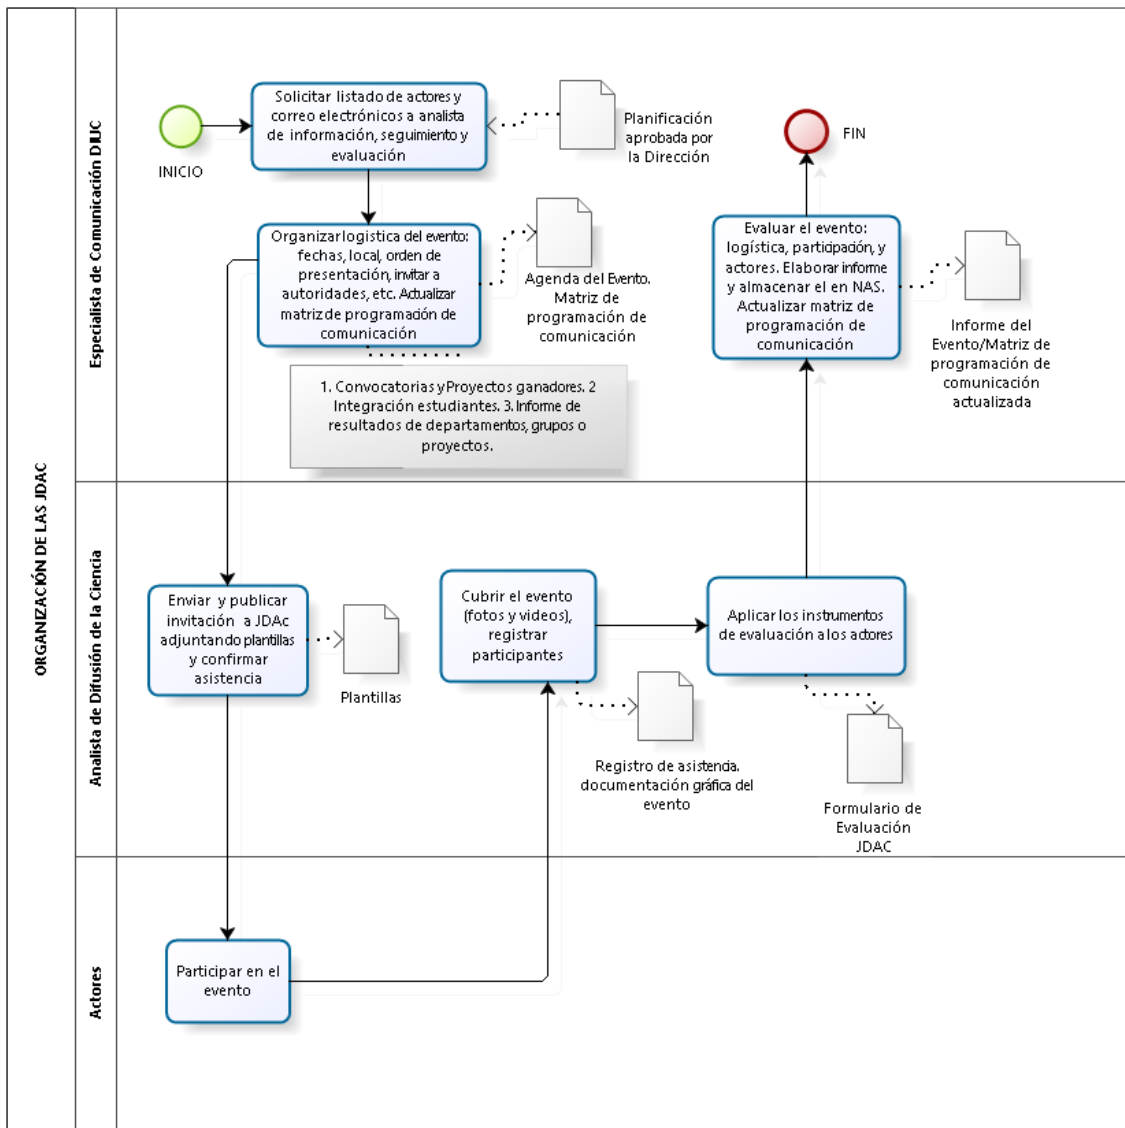 ORGANIZACIÓN DE LAS JDAC
Especialista de Comunicación DIUC
INICIO
Solicitar listado de actores y
correo electrónicos a analista
de información, seguimiento y
evaluación
Planificación
aprobada por
la Dirección
Organizar logistica del evento:
fechas, local, orden de
presentación, invitar a
autoridades, etc. Actualizar
matriz de programación de
comunicación
Agenda del Evento.
Matriz de
programación de
comunicación
1. Convocatorias y Proyectos ganadores. 2
Integración estudiantes. 3. Informe de
resultados de departamentos, grupos o
proyectos.
FIN
Evaluar el evento:
logística, participación, y
actores. Elaborar informe
y almacenar el en NAS.
Actualizar matriz de
programación de
comunicación
Informe del
Evento/Matriz de
programación de
comunicación
actualizada
Analista de Difusión de la Ciencia
Enviar y publicar
invitación a JDAc
adjuntando plantillas
y confirmar
asistencia
Plantillas
Cubrir el evento
(fotos y videos),
registrar
participantes
Registro de asistencia.
documentación gráfica del
evento
Aplicar los instrumentos
de evaluación a los actores
Formulario de
Evaluación
JDAC
Actores
Participar en el
evento